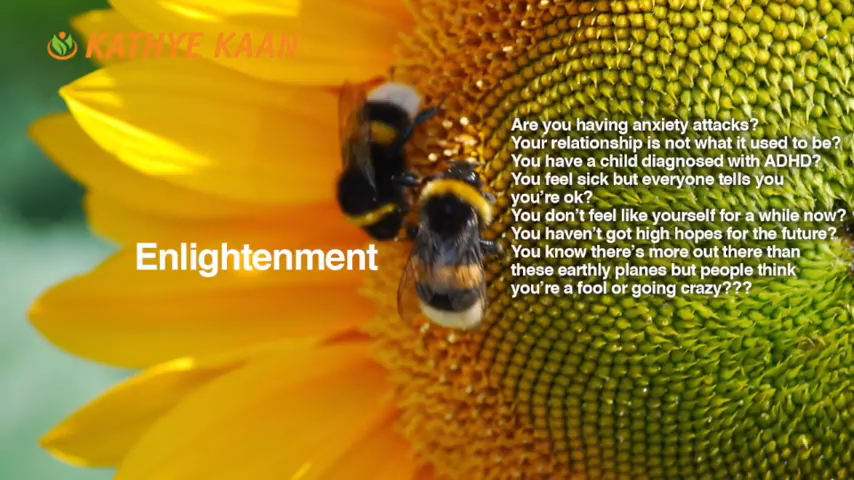 KATHYE KAAN
Are you having anxiety attacks?
Your relationship is not what it used to be?
You have a child diagnosed with ADHD?
You feel sick but everyone tells you
you're ok?
You don't feel like yourself for a while now?
You haven't got high hopes for the future?
You know there's more out there than
these earthly planes but people think
you're a fool or going crazy???
Enlightenment